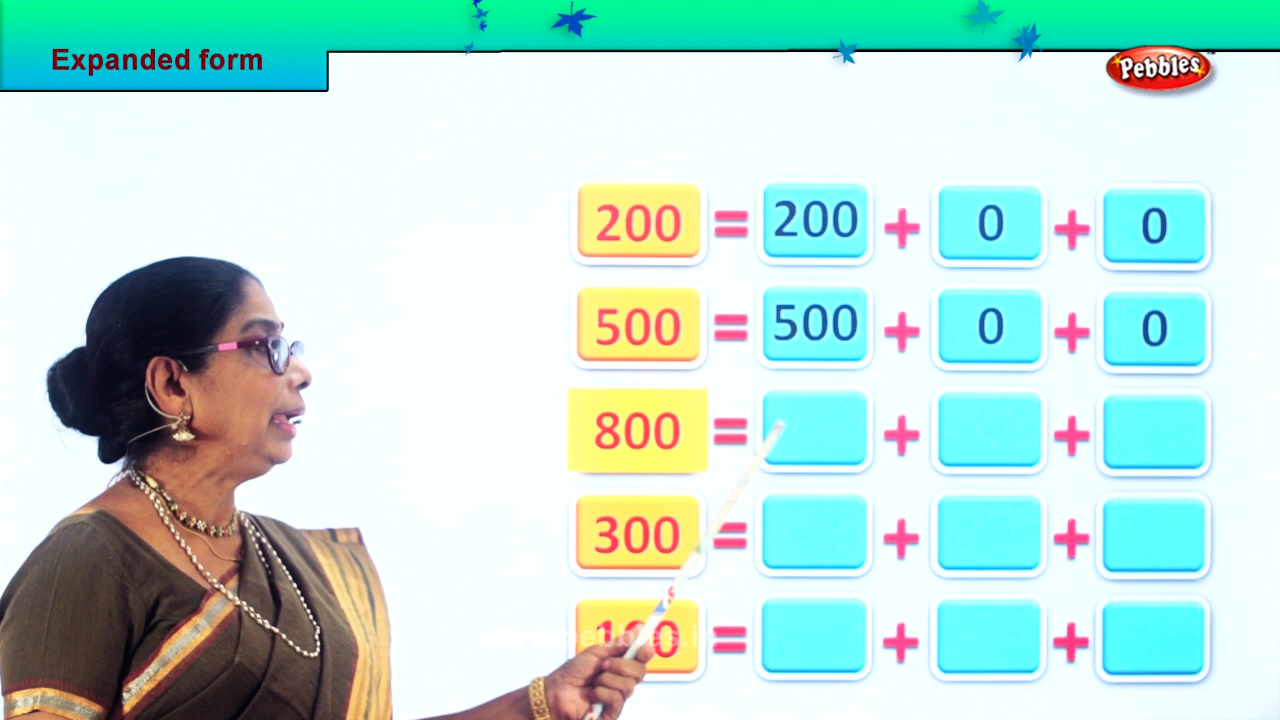 Expanded form
Pebbles
200 = 200 + 0 + 0
500 = 500 + 0 + 0
800 = + +
300 = + +
= + +